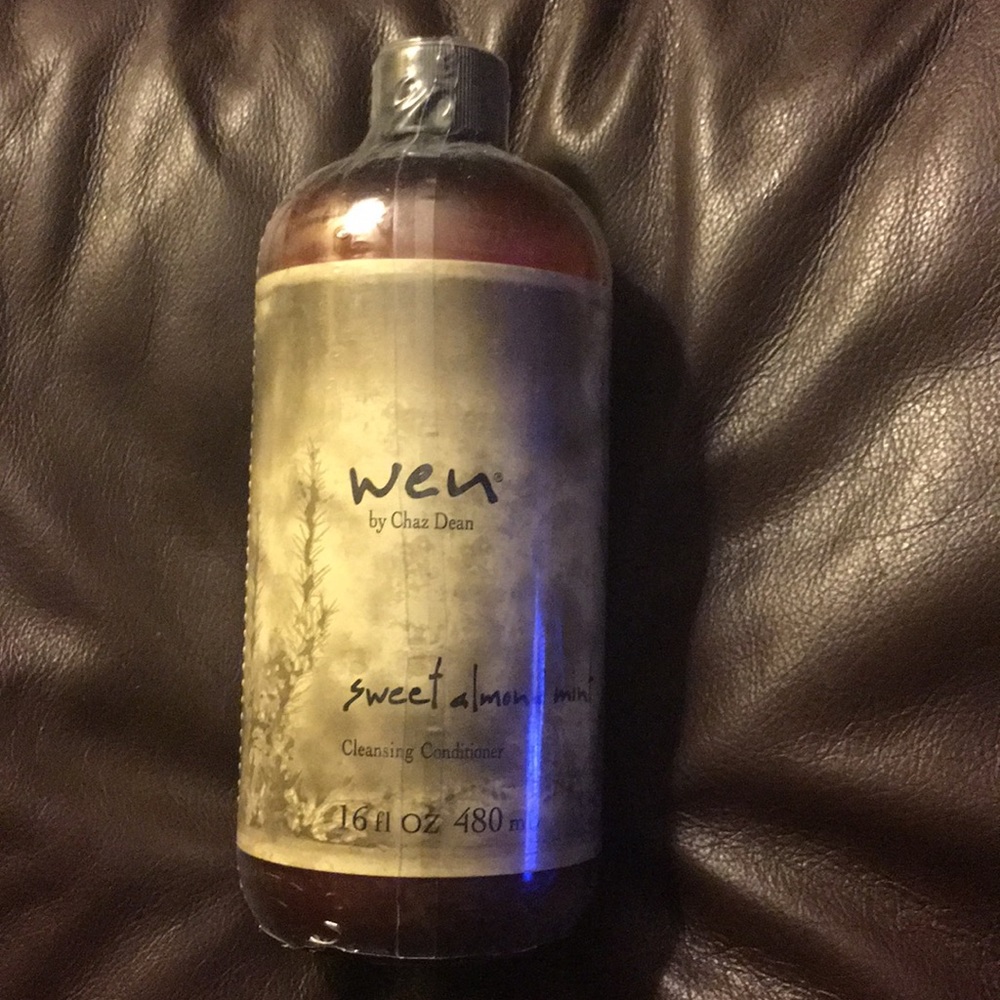 wen®
by Chaz Dean
sweet almond mint
Cleansing Conditioner
16 fl oz 480 ml